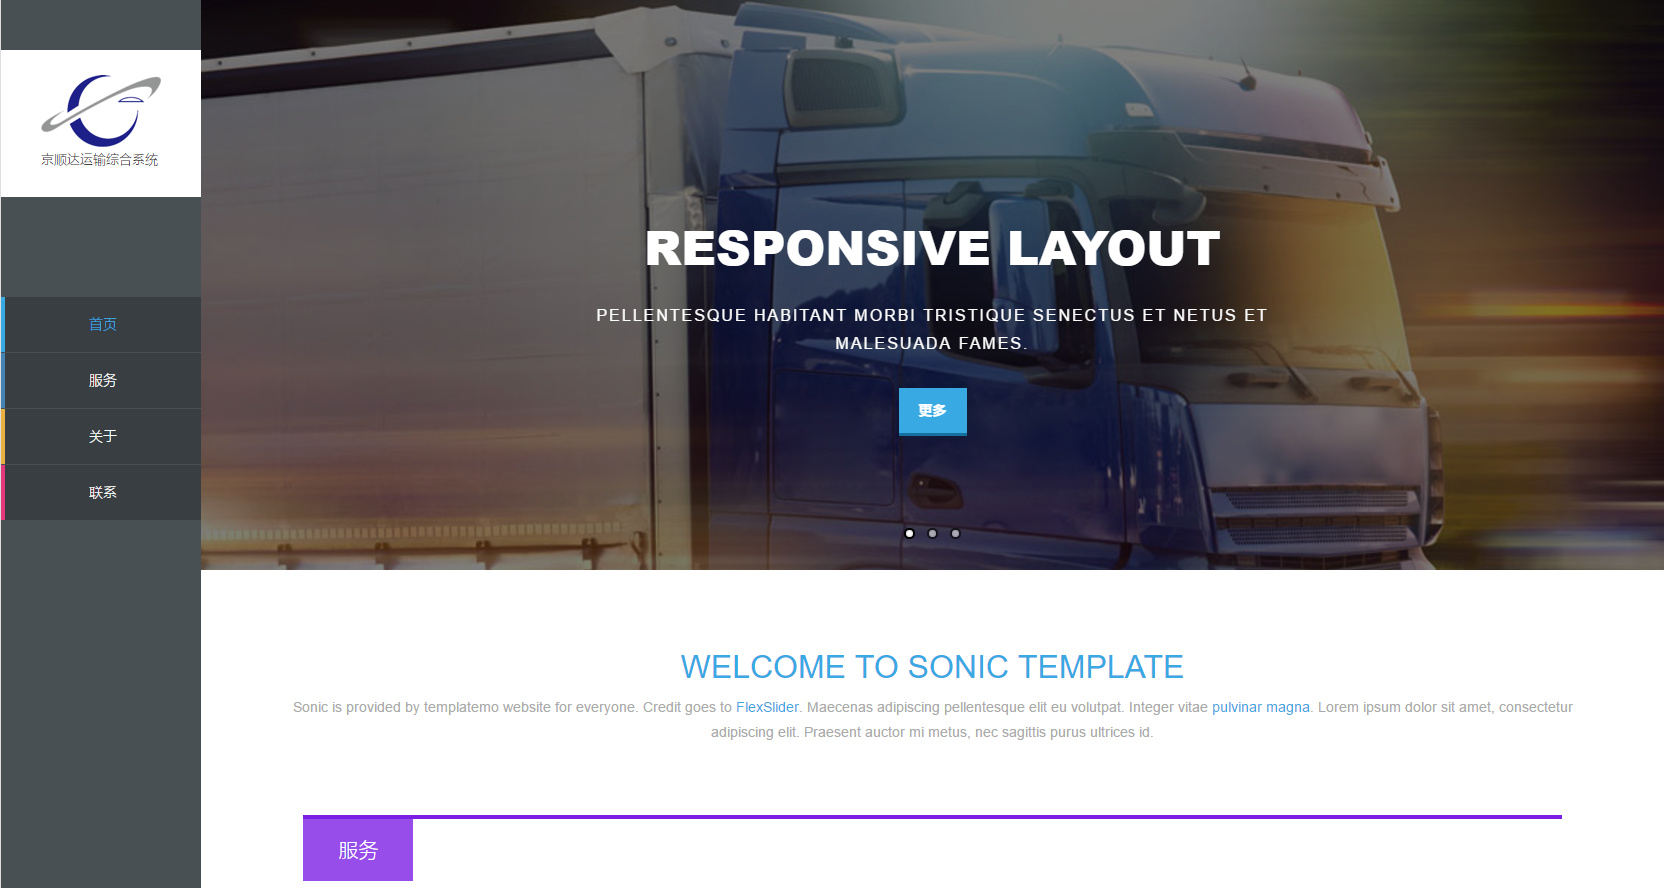 京顺达运输综合系统
首页
服务
关于
联系
RESPONSIVE LAYOUT
PELLENTESQUE HABITANT MORBI TRISTIQUE SENECTUS ET NETUS ET
MALESUADA FAMES.
更多
WELCOME TO SONIC TEMPLATE
Sonic is provided by templatemo website for everyone. Credit goes to FlexSlider. Maecenas adipiscing pellentesque elit eu volutpat. Integer vitae pulvinar magna. Lorem ipsum dolor sit amet, consectetur
adipiscing elit. Praesent auctor mi metus, nec sagittis purus ultrices id.
服务